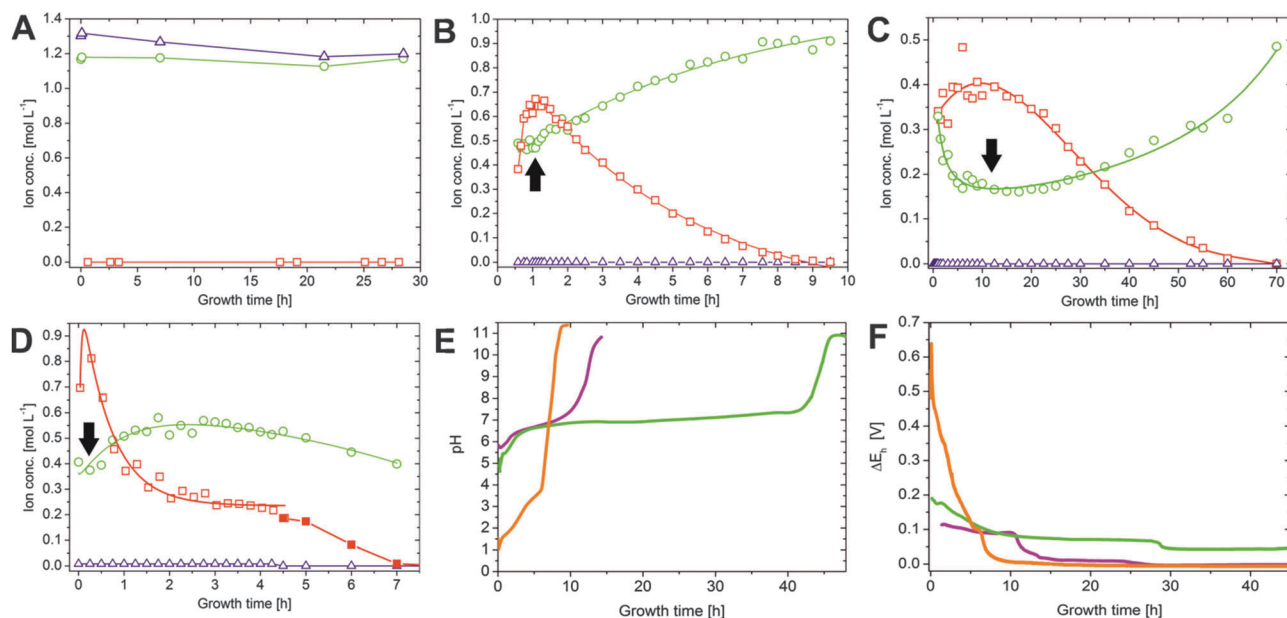 A
Ion conc. [mol L⁻¹]
1.4
1.2
1.0
0.8
0.6
0.4
0.2
0.0
0 5 10 15 20 25 30
Growth time [h]
B
Ion conc. [mol L⁻¹]
1.0
0.9
0.8
0.7
0.6
0.5
0.4
0.3
0.2
0.1
0.0
0 1 2 3 4 5 6 7 8 9 10
Growth time [h]
C
Ion conc. [mol L⁻¹]
0.5
0.4
0.3
0.2
0.1
0.0
0 10 20 30 40 50 60 70
Growth time [h]
D
Ion conc. [mol L⁻¹]
0.9
0.8
0.7
0.6
0.5
0.4
0.3
0.2
0.1
0.0
0 1 2 3 4 5 6 7
Growth time [h]
E
pH
11
10
9
8
7
6
5
4
3
2
1
0
0 10 20 30 40
Growth time [h]
F
ΔEₕ [V]
0.7
0.6
0.5
0.4
0.3
0.2
0.1
0.0
0 10 20 30 40
Growth time [h]